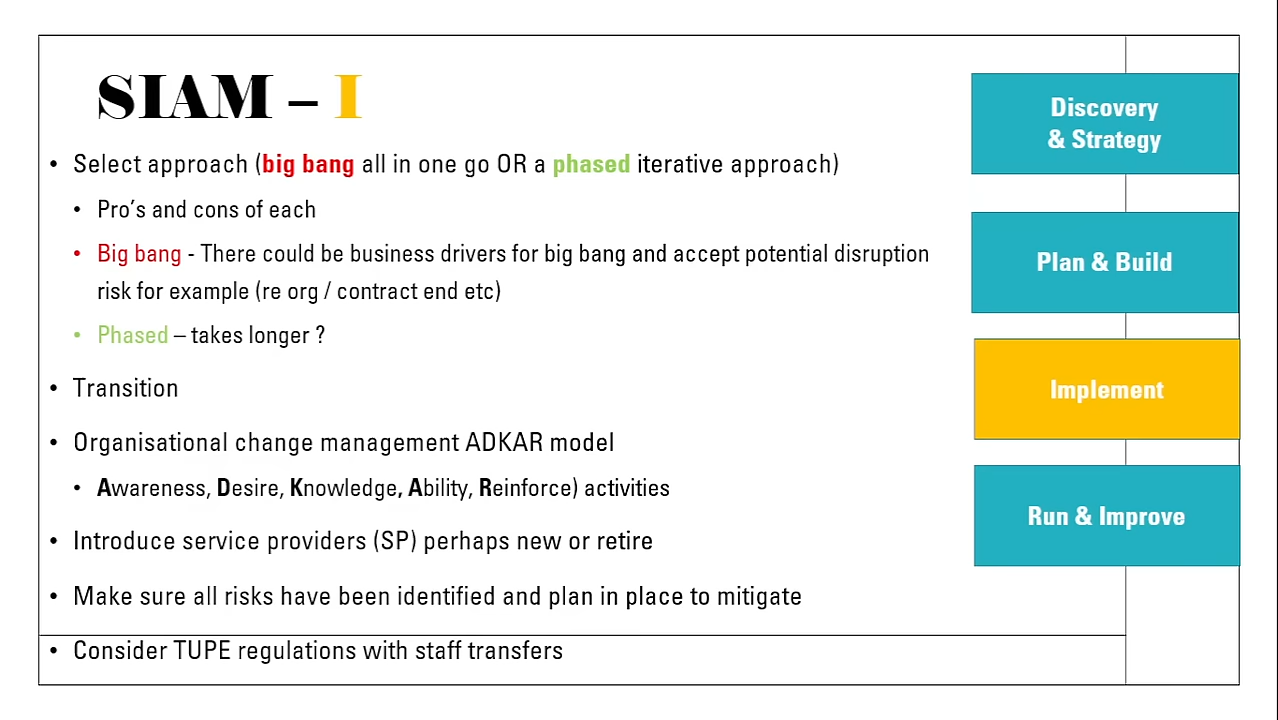 SIAM – I
• Select approach (big bang all in one go OR a phased iterative approach)
• Pro’s and cons of each
• Big bang - There could be business drivers for big bang and accept potential disruption
risk for example (re org / contract end etc)
• Phased – takes longer ?
• Transition
• Organisational change management ADKAR model
• Awareness, Desire, Knowledge, Ability, Reinforce) activities
• Introduce service providers (SP) perhaps new or retire
• Make sure all risks have been identified and plan in place to mitigate
• Consider TUPE regulations with staff transfers
Discovery
& Strategy
Plan & Build
Implement
Run & Improve